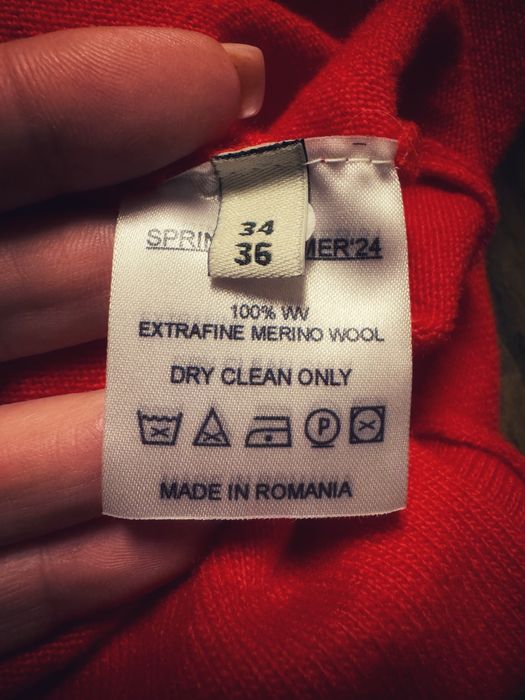 34
36
SPRIN MER'24
100% WV
EXTRAFINE MERINO WOOL
DRY CLEAN ONLY
P
MADE IN ROMANIA